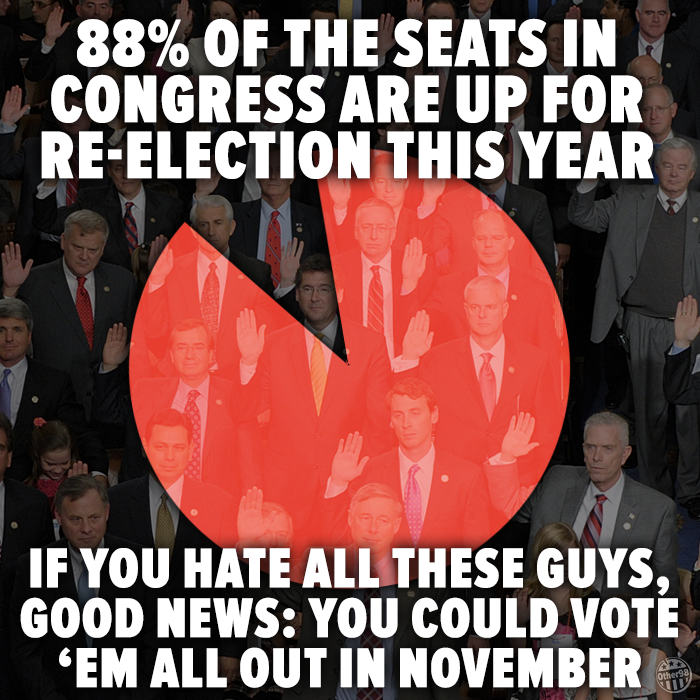 88% OF THE SEATS IN
CONGRESS ARE UP FOR
RE-ELECTION THIS YEAR
IF YOU HATE ALL THESE GUYS,
GOOD NEWS: YOU COULD VOTE
‘EM ALL OUT IN NOVEMBER
Other98